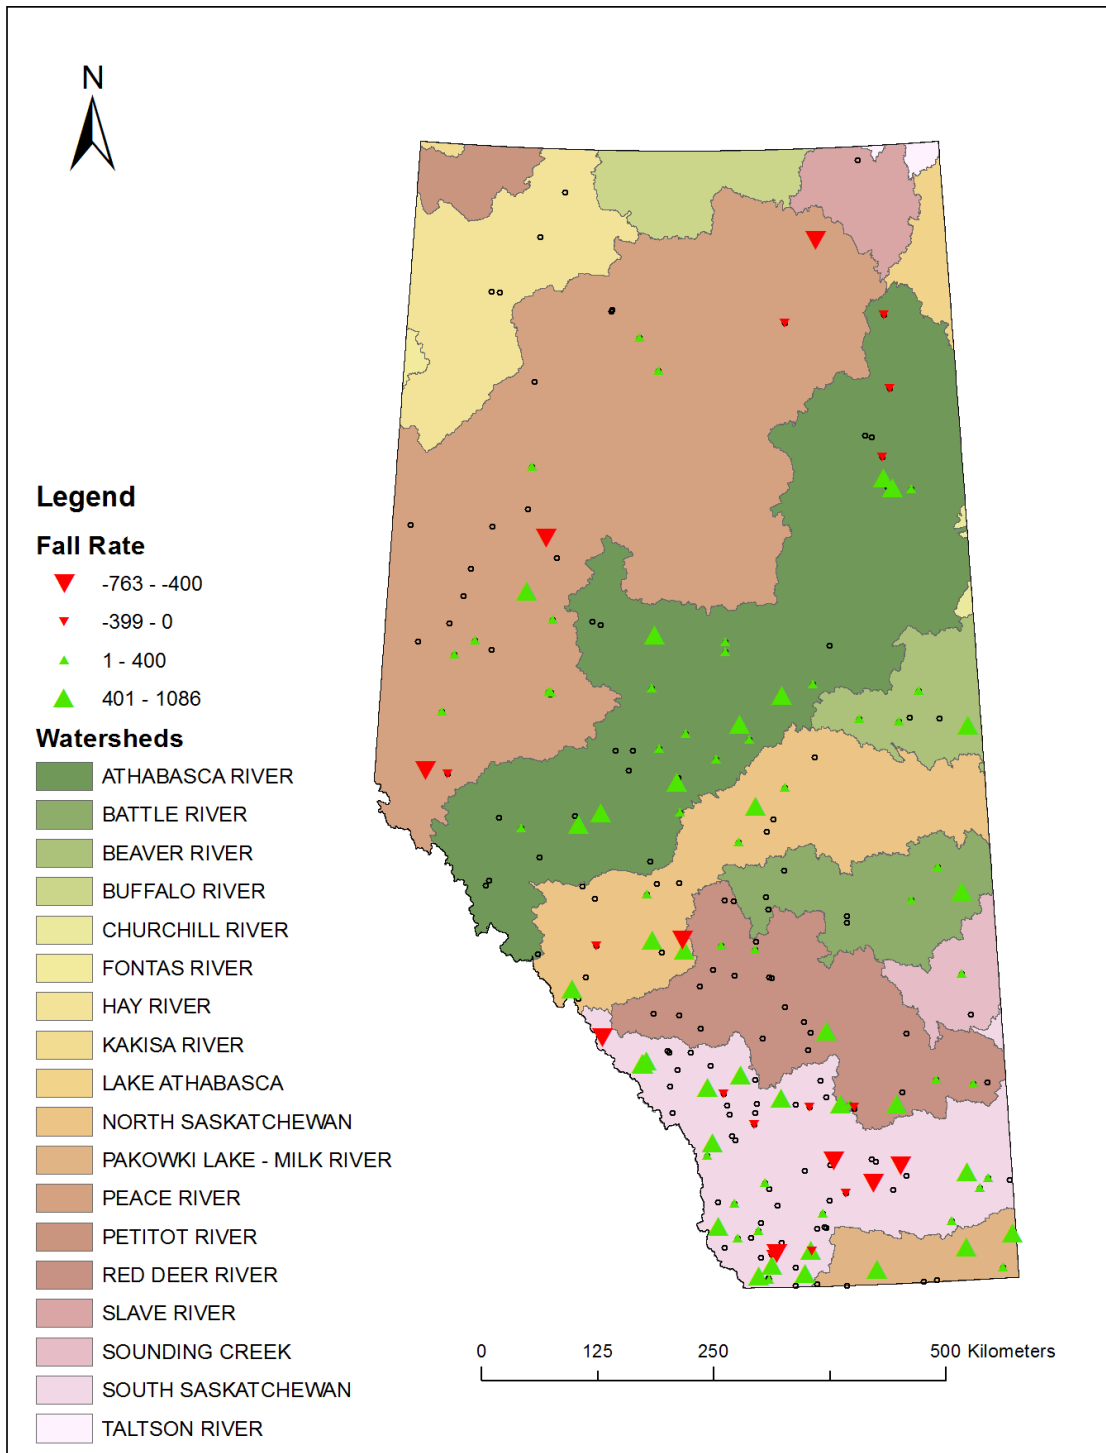 N
Legend
Fall Rate
-763 - -400
-399 - 0
1 - 400
401 - 1086
Watersheds
ATHABASCA RIVER
BATTLE RIVER
BEAVER RIVER
BUFFALO RIVER
CHURCHILL RIVER
FONTAS RIVER
HAY RIVER
KAKISA RIVER
LAKE ATHABASCA
NORTH SASKATCHEWAN
PAKOWKI LAKE - MILK RIVER
PEACE RIVER
PETITOT RIVER
RED DEER RIVER
SLAVE RIVER
SOUNDING CREEK
SOUTH SASKATCHEWAN
TALTSON RIVER
0 125 250 500 Kilometers